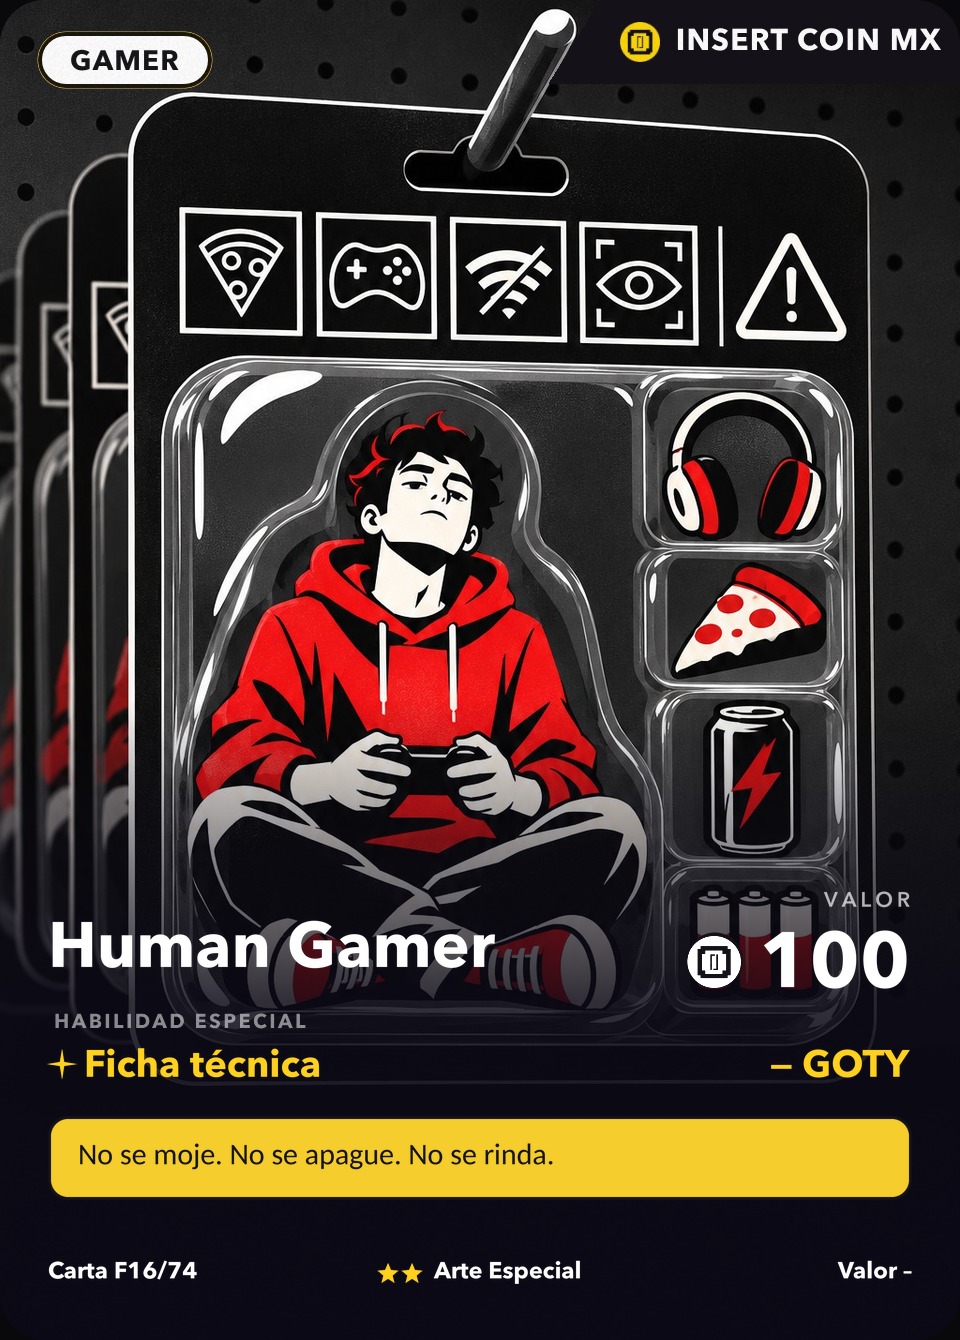 GAMER
INSERT COIN MX
VALOR
Human Gamer
100
HABILIDAD ESPECIAL
Ficha técnica
– GOTY
No se moje. No se apague. No se rinda.
Carta F16/74
Arte Especial
Valor –